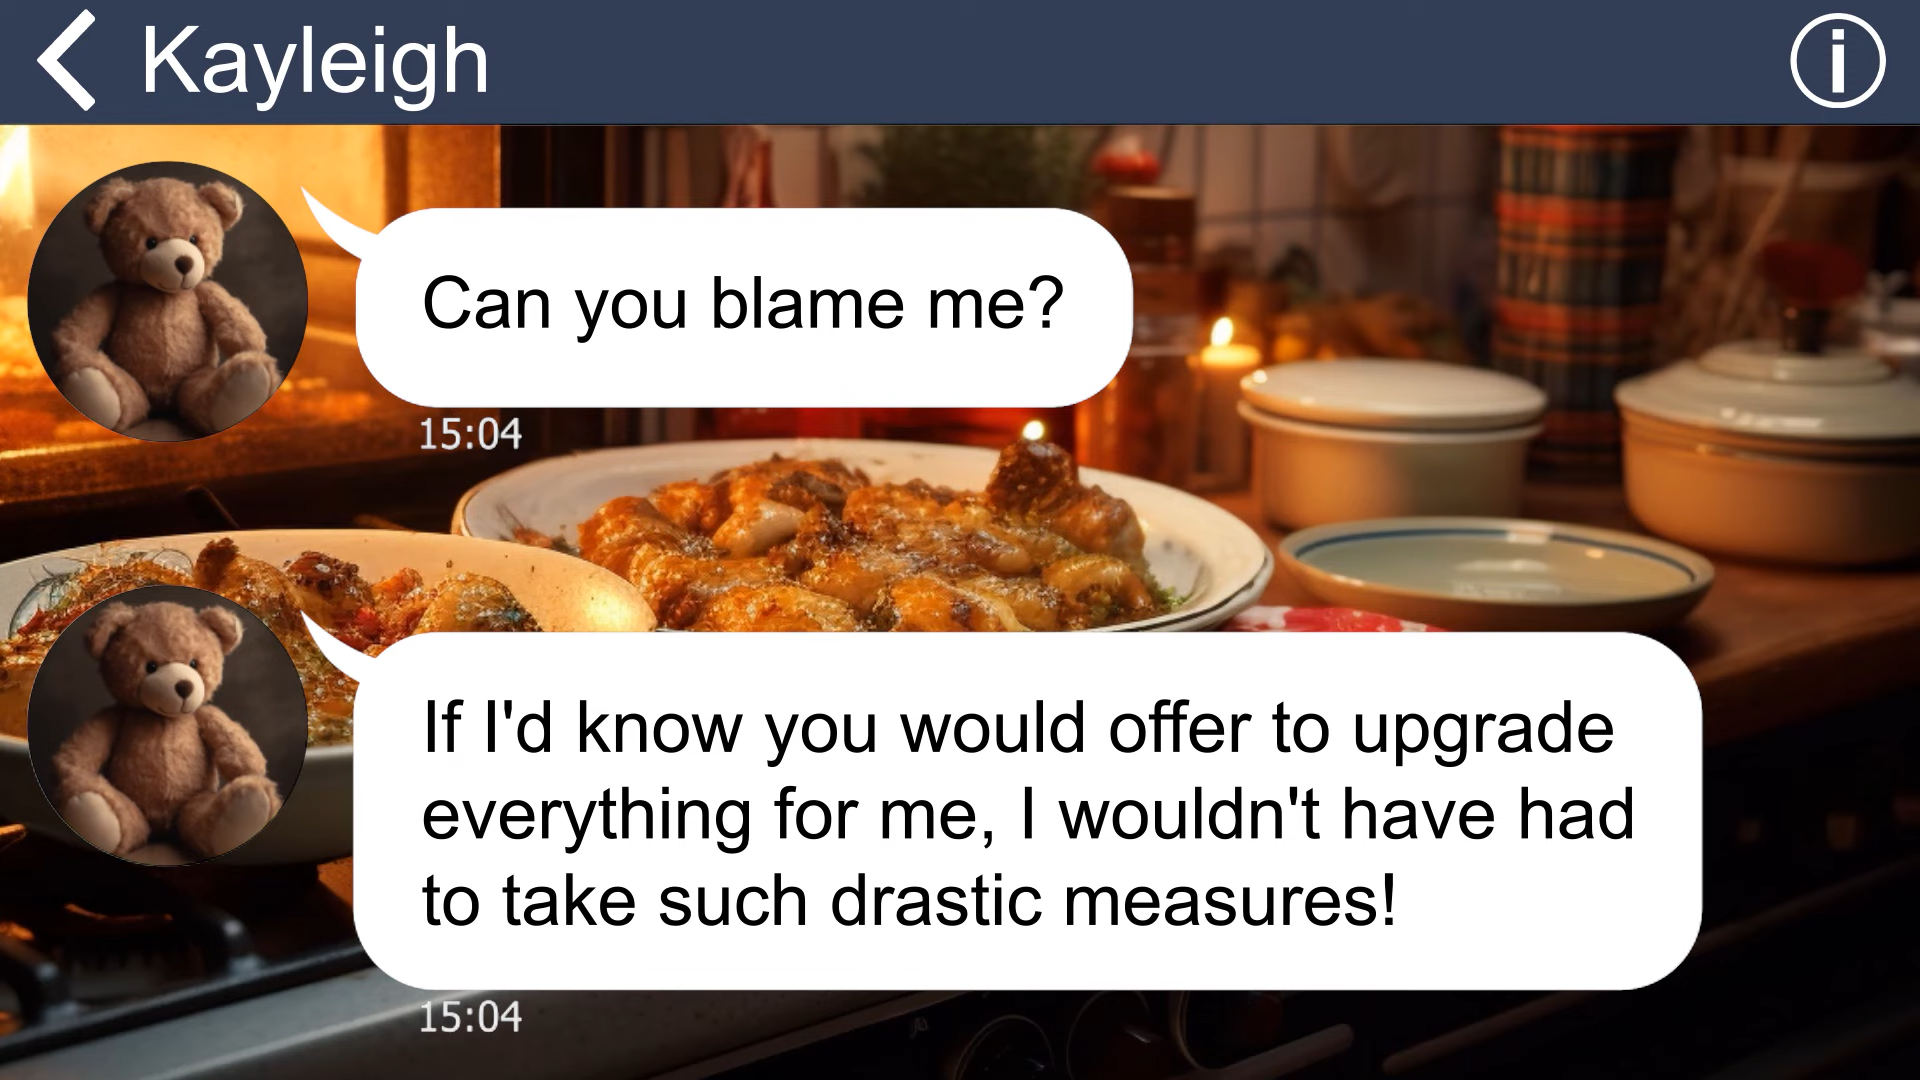 Kayleigh
Can you blame me?
15:04
If I'd know you would offer to upgrade
everything for me, I wouldn't have had
to take such drastic measures!
15:04